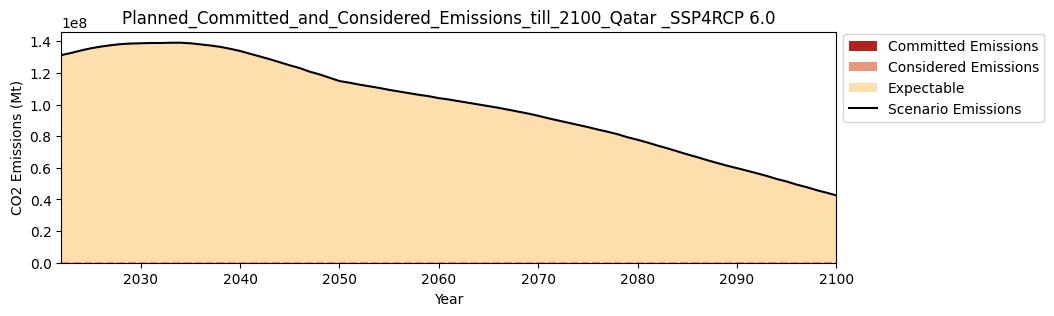 Planned_Committed_and_Considered_Emissions_till_2100_Qatar _SSP4RCP 6.0
1e8
1.4
1.2
1.0
0.8
0.6
0.4
0.2
0.0
CO2 Emissions (Mt)
2030 2040 2050 2060 2070 2080 2090 2100
Year
Committed Emissions
Considered Emissions
Expectable
Scenario Emissions